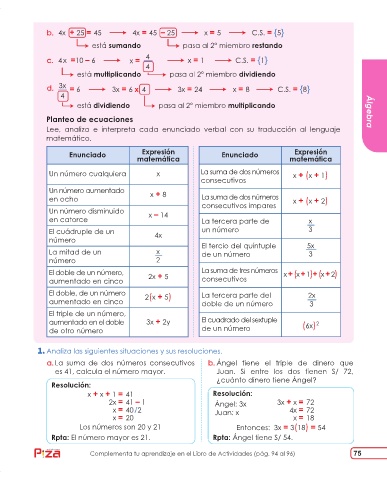 b. 4x + 25 = 45 → 4x = 45 − 25 → x = 5 → C.S. = {5}
está sumando pasa al 2º miembro restando
c. 4x = 10 − 6 → x = 4/4 → x = 1 → C.S. = {1}
está multiplicando pasa al 2º miembro dividiendo
d. 3x/4 = 6 → 3x = 6 x 4 → 3x = 24 → x = 8 → C.S. = {8}
está dividiendo pasa al 2º miembro multiplicando
Álgebra
Planteo de ecuaciones
Lee, analiza e interpreta cada enunciado verbal con su traducción al lenguaje
matemático.
Enunciado Expresión matemática
Un número cualquiera x
Un número aumentado en ocho x + 8
Un número disminuido en catorce x − 14
El cuádruple de un número 4x
La mitad de un número x/2
El doble de un número, aumentado en cinco 2x + 5
El doble, de un número aumentado en cinco 2(x + 5)
El triple de un número, aumentado en el doble de otro número 3x + 2y
Enunciado Expresión matemática
La suma de dos números consecutivos x + (x + 1)
La suma de dos números consecutivos impares x + (x + 2)
La tercera parte de un número x/3
El tercio del quíntuple de un número 5x/3
La suma de tres números consecutivos x + (x + 1) + (x + 2)
La tercera parte del doble de un número 2x/3
El cuadrado del sextuple de un número (6x)²
1. Analiza las siguientes situaciones y sus resoluciones.
a. La suma de dos números consecutivos
es 41, calcula el número mayor.
Resolución:
x + x + 1 = 41
2x = 41 − 1
x = 40/2
x = 20
Los números son 20 y 21
Rpta: El número mayor es 21.
b. Ángel tiene el triple de dinero que
Juan. Si entre los dos tienen S/ 72,
¿cuánto dinero tiene Ángel?
Resolución:
Ángel: 3x 3x + x = 72
Juan: x 4x = 72
x = 18
Entonces: 3x = 3(18) = 54
Rpta: Ángel tiene S/ 54.
Pizza
Complementa tu aprendizaje en el Libro de Actividades (pág. 94 al 96)
75